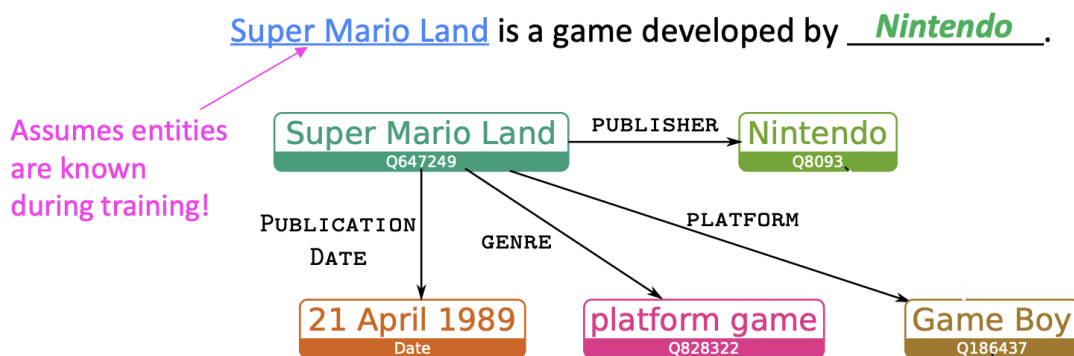 Super Mario Land is a game developed by Nintendo.
Assumes entities
are known
during training!
Super Mario Land
Q647249
PUBLISHER
Nintendo
Q8093
PUBLICATION
DATE
GENRE
PLATFORM
21 April 1989
Date
platform game
Q828322
Game Boy
Q186437